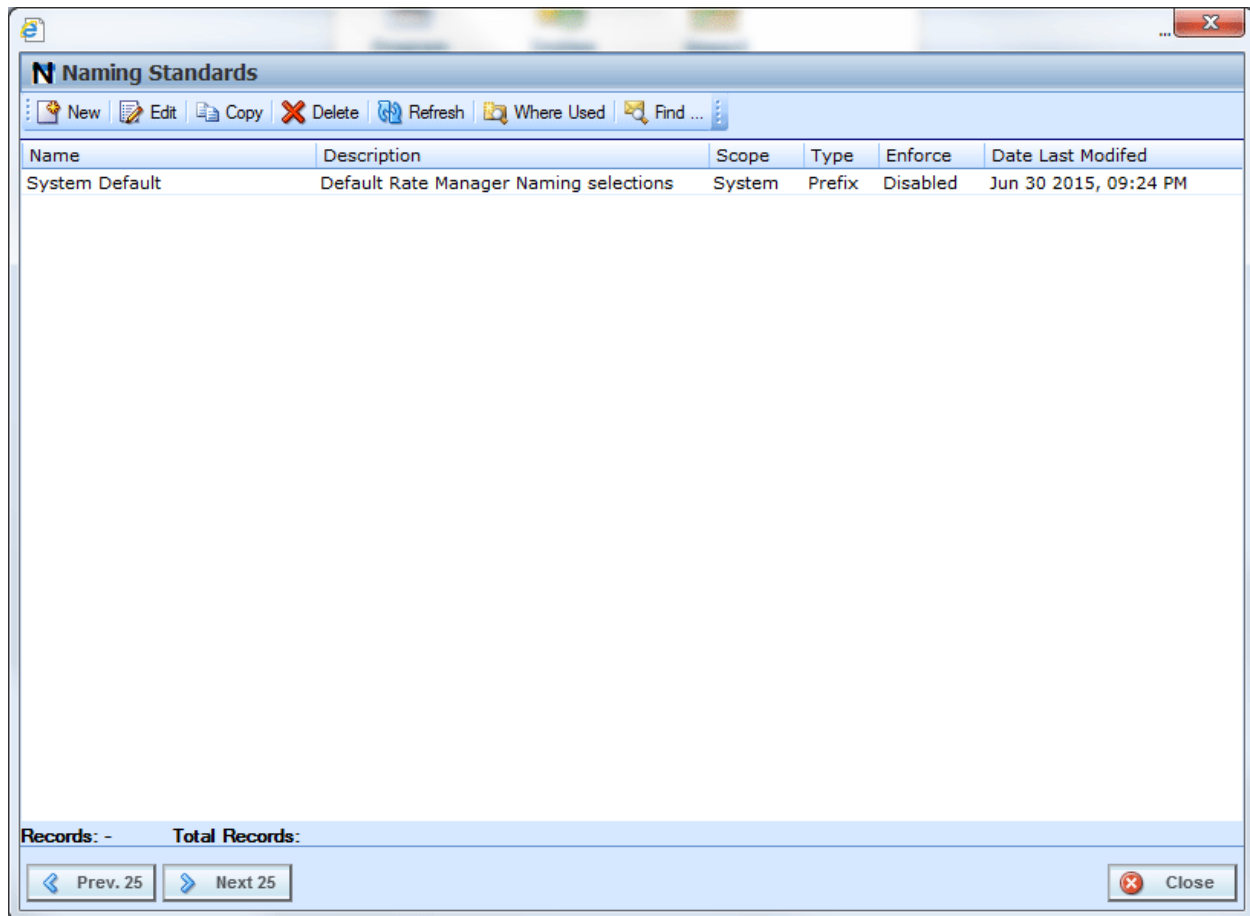 ...
Naming Standards
New Edit Copy Delete Refresh Where Used Find ...
Name Description Scope Type Enforce Date Last Modifed
System Default Default Rate Manager Naming selections System Prefix Disabled Jun 30 2015, 09:24 PM
Records: - Total Records:
Prev. 25 Next 25 Close